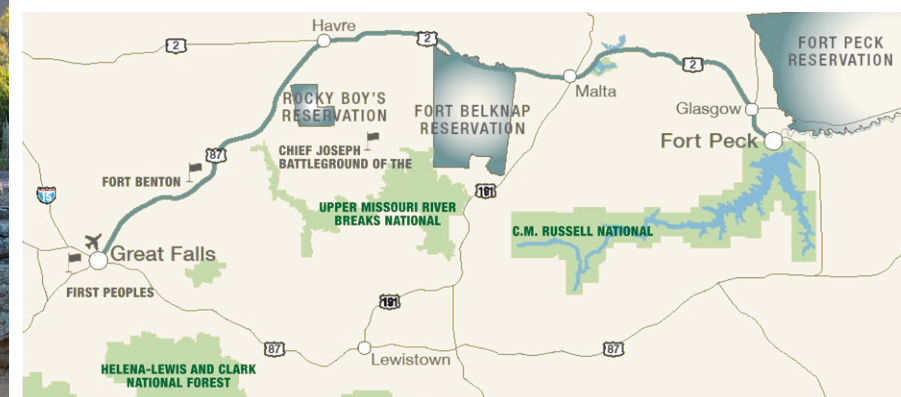 Havre
2
2
FORT PECK
RESERVATION
2
Malta
ROCKY BOY'S
RESERVATION
FORT BELKNAP
RESERVATION
Glasgow
Fort Peck
CHIEF JOSEPH
BATTLEGROUND OF THE
87
FORT BENTON
15
191
UPPER MISSOURI RIVER
BREAKS NATIONAL
C.M. RUSSELL NATIONAL
Great Falls
FIRST PEOPLES
191
87
Lewistown
87
HELENA-LEWIS AND CLARK
NATIONAL FOREST